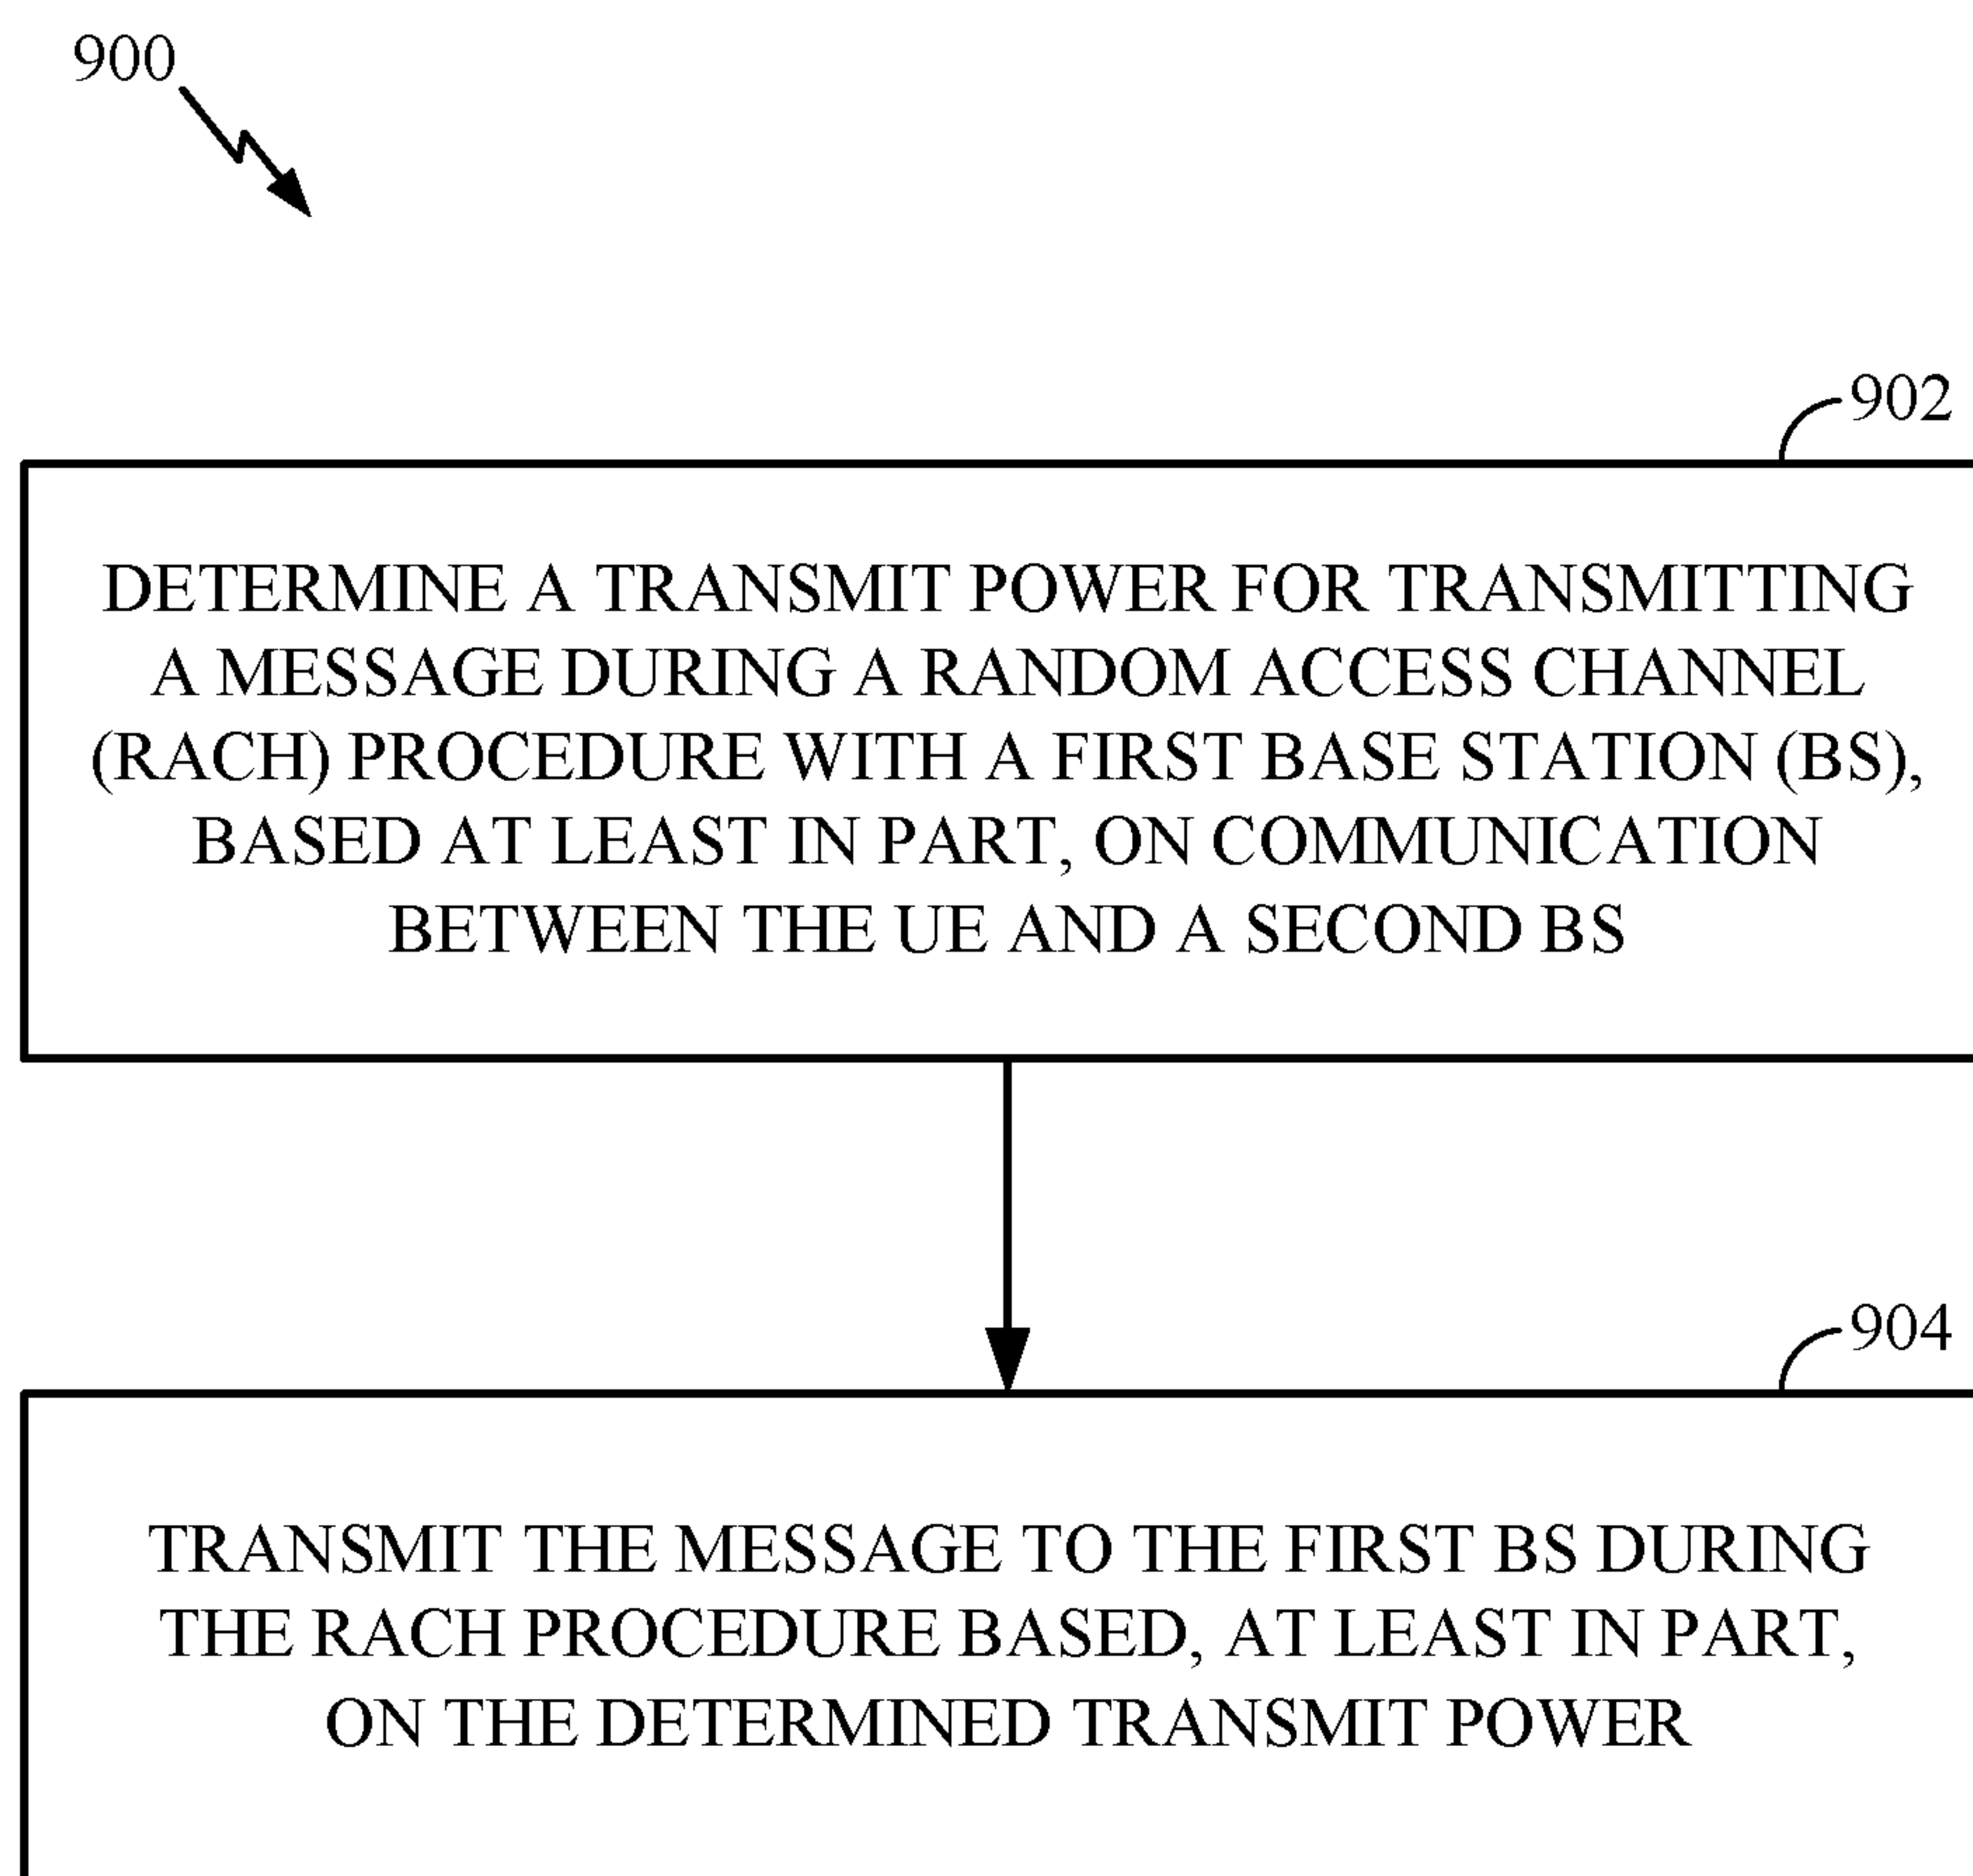 900
902
DETERMINE A TRANSMIT POWER FOR TRANSMITTING
A MESSAGE DURING A RANDOM ACCESS CHANNEL
(RACH) PROCEDURE WITH A FIRST BASE STATION (BS),
BASED AT LEAST IN PART, ON COMMUNICATION
BETWEEN THE UE AND A SECOND BS
904
TRANSMIT THE MESSAGE TO THE FIRST BS DURING
THE RACH PROCEDURE BASED, AT LEAST IN PART,
ON THE DETERMINED TRANSMIT POWER